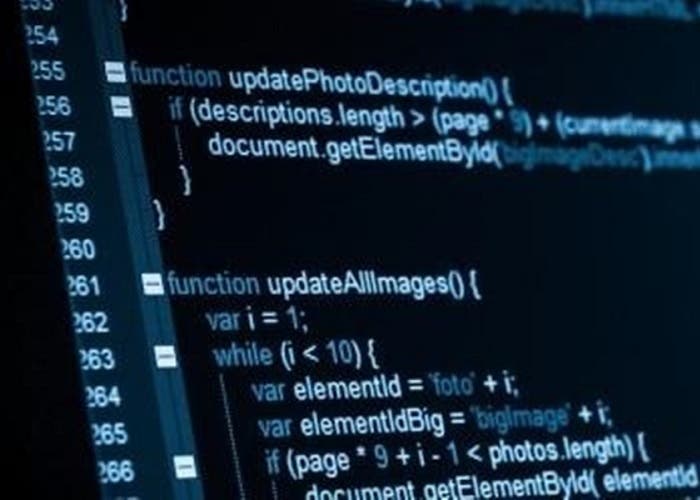 254
255 function updatePhotoDescription() {
256 if (descriptions.length > (page * 9) + (currentImage
257 document.getElementById('bigImageDesc').inne
258 }
259 }
260
261 function updateAllImages() {
262 var i = 1;
263 while (i < 10) {
264 var elementId = 'foto' + i;
265 var elementIdBig = 'bigImage' + i;
266 if (page * 9 + i - 1 < photos.length) {
document.getElementById( elementId